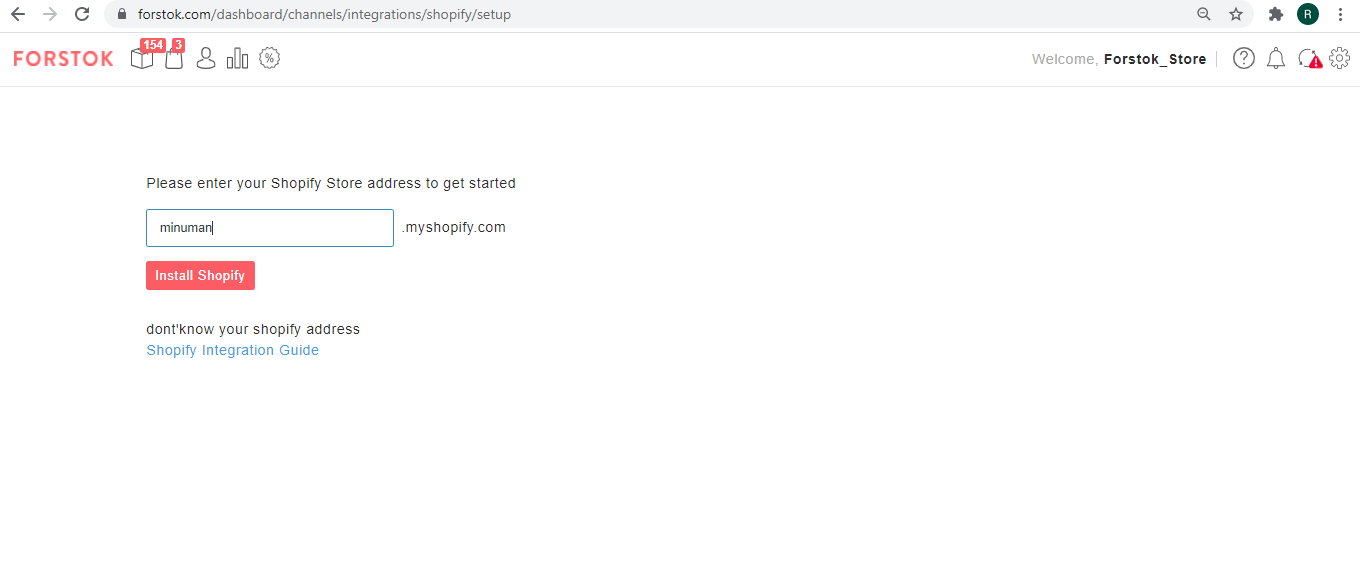 forstok.com/dashboard/channels/integrations/shopify/setup
R
FORSTOK
154
3
%
Welcome, Forstok_Store
?
Please enter your Shopify Store address to get started
minuman
.myshopify.com
Install Shopify
dont'know your shopify address
Shopify Integration Guide